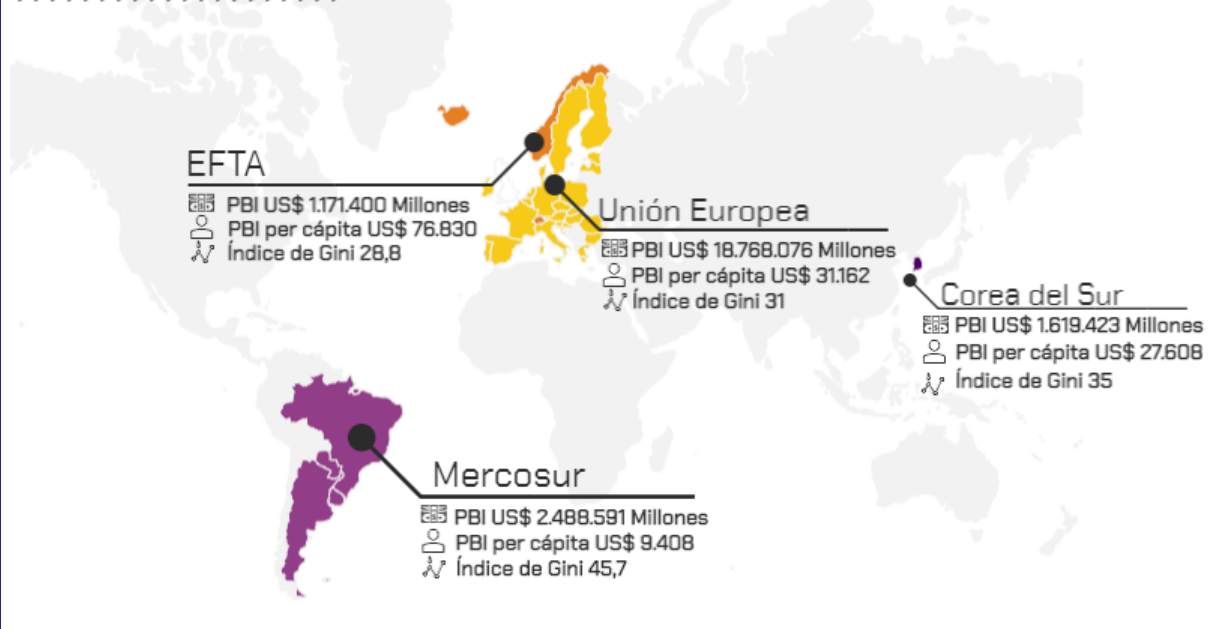 EFTA
PBI US$ 1.171.400 Millones
PBI per cápita US$ 76.830
Índice de Gini 28,8
Unión Europea
PBI US$ 18.768.076 Millones
PBI per cápita US$ 31.162
Índice de Gini 31
Corea del Sur
PBI US$ 1.619.423 Millones
PBI per cápita US$ 27.608
Índice de Gini 35
Mercosur
PBI US$ 2.488.591 Millones
PBI per cápita US$ 9.408
Índice de Gini 45,7